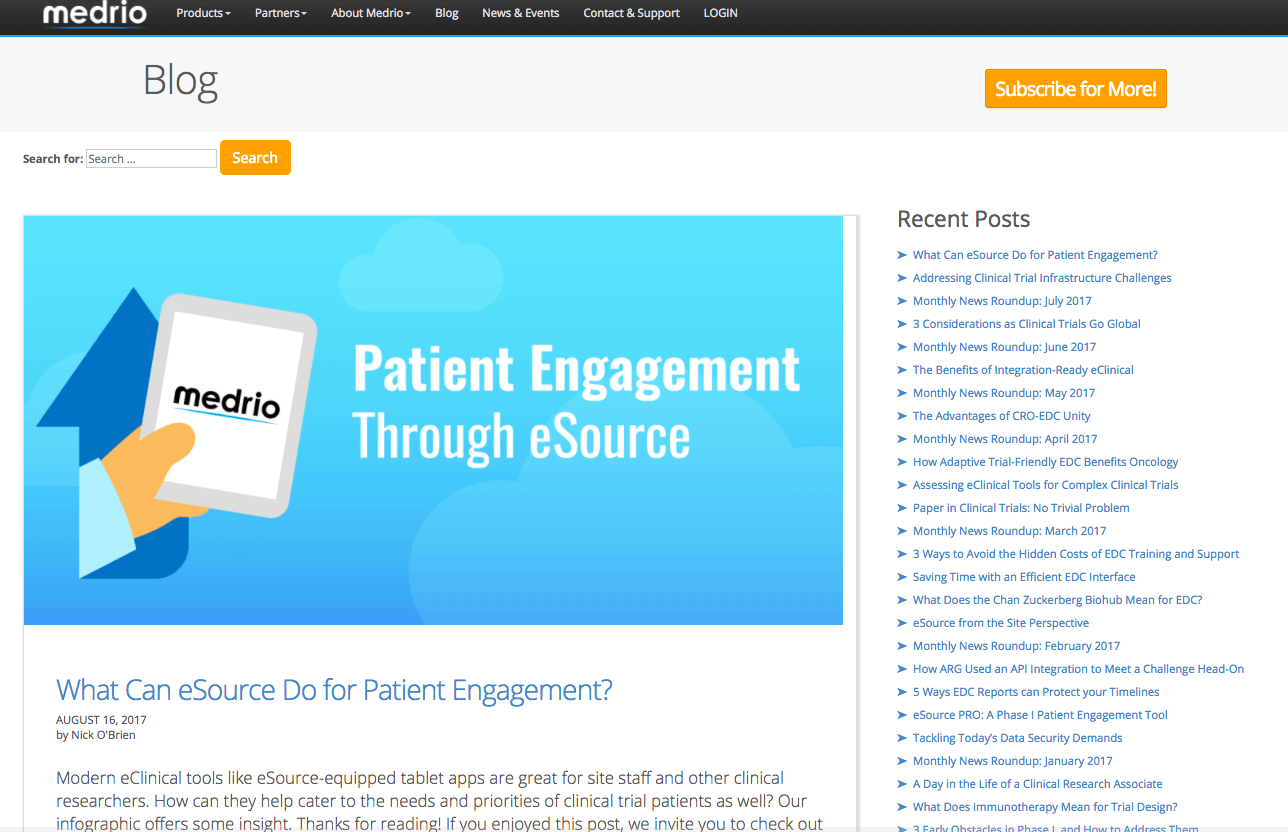 medrio
Products
Partners
About Medrio
Blog
News & Events
Contact & Support
LOGIN
Blog
Subscribe for More!
Search for:
Search ...
Search
medrio
Patient Engagement
Through eSource
What Can eSource Do for Patient Engagement?
AUGUST 16, 2017
by Nick O'Brien
Modern eClinical tools like eSource-equipped tablet apps are great for site staff and other clinical
researchers. How can they help cater to the needs and priorities of clinical trial patients as well? Our
infographic offers some insight. Thanks for reading! If you enjoyed this post, we invite you to check out
Recent Posts
What Can eSource Do for Patient Engagement?
Addressing Clinical Trial Infrastructure Challenges
Monthly News Roundup: July 2017
3 Considerations as Clinical Trials Go Global
Monthly News Roundup: June 2017
The Benefits of Integration-Ready eClinical
Monthly News Roundup: May 2017
The Advantages of CRO-EDC Unity
Monthly News Roundup: April 2017
How Adaptive Trial-Friendly EDC Benefits Oncology
Assessing eClinical Tools for Complex Clinical Trials
Paper in Clinical Trials: No Trivial Problem
Monthly News Roundup: March 2017
3 Ways to Avoid the Hidden Costs of EDC Training and Support
Saving Time with an Efficient EDC Interface
What Does the Chan Zuckerberg Biohub Mean for EDC?
eSource from the Site Perspective
Monthly News Roundup: February 2017
How ARG Used an API Integration to Meet a Challenge Head-On
5 Ways EDC Reports can Protect your Timelines
eSource PRO: A Phase I Patient Engagement Tool
Tackling Today's Data Security Demands
Monthly News Roundup: January 2017
A Day in the Life of a Clinical Research Associate
What Does Immunotherapy Mean for Trial Design?
3 Early Obstacles in Phase I, and How to Address Them